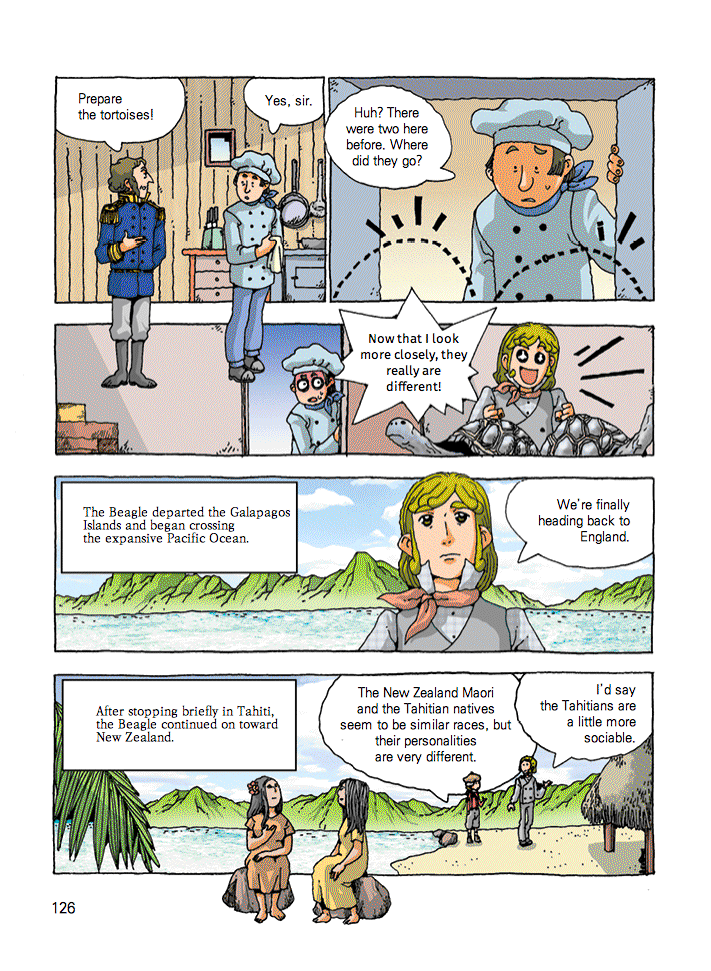 Prepare
the tortoises!
Yes, sir.
Huh? There
were two here
before. Where
did they go?
Now that I look
more closely, they
really are
different!
The Beagle departed the Galapagos
Islands and began crossing
the expansive Pacific Ocean.
We're finally
heading back to
England.
After stopping briefly in Tahiti,
the Beagle continued on toward
New Zealand.
The New Zealand Maori
and the Tahitian natives
seem to be similar races, but
their personalities
are very different.
I'd say
the Tahitians are
a little more
sociable.
126